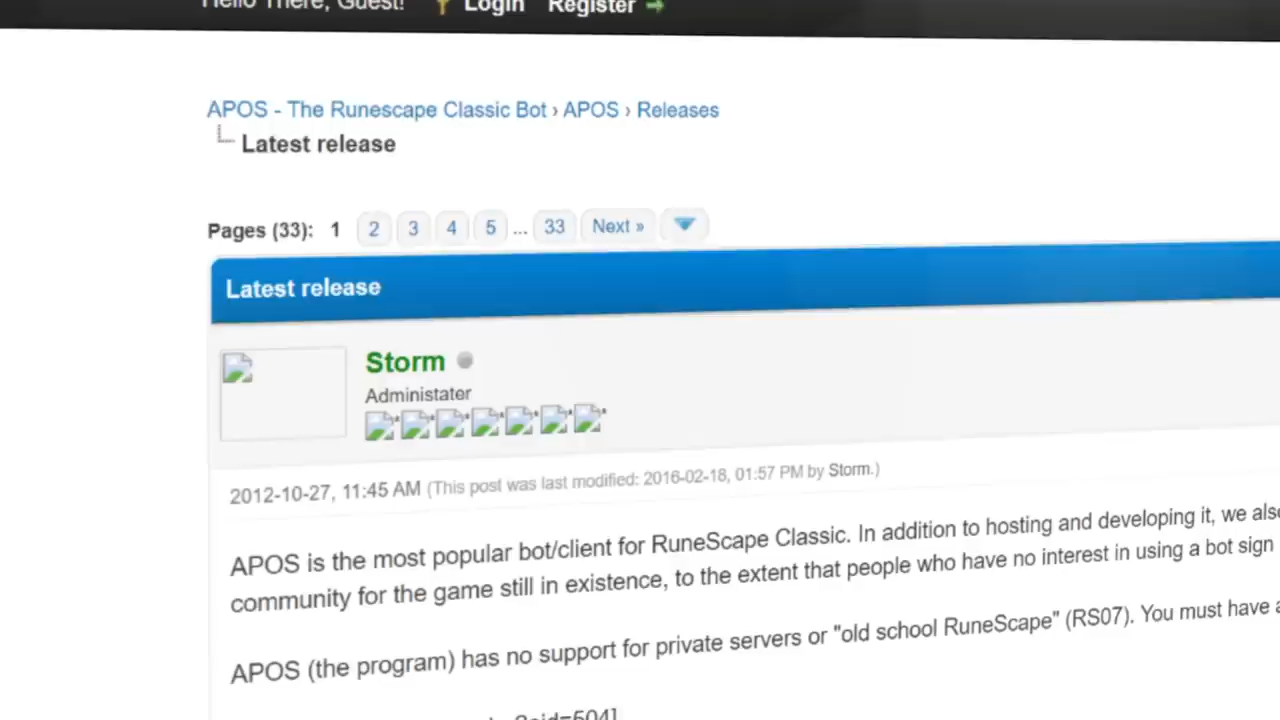 Hello There, Guest! Login Register
APOS - The Runescape Classic Bot › APOS › Releases
Latest release
Pages (33): 1 2 3 4 5 ... 33 Next »
Latest release
Storm
Administater
2012-10-27, 11:45 AM (This post was last modified: 2016-02-18, 01:57 PM by Storm.)
APOS is the most popular bot/client for RuneScape Classic. In addition to hosting and developing it, we also
community for the game still in existence, to the extent that people who have no interest in using a bot sign
APOS (the program) has no support for private servers or "old school RuneScape" (RS07). You must have a